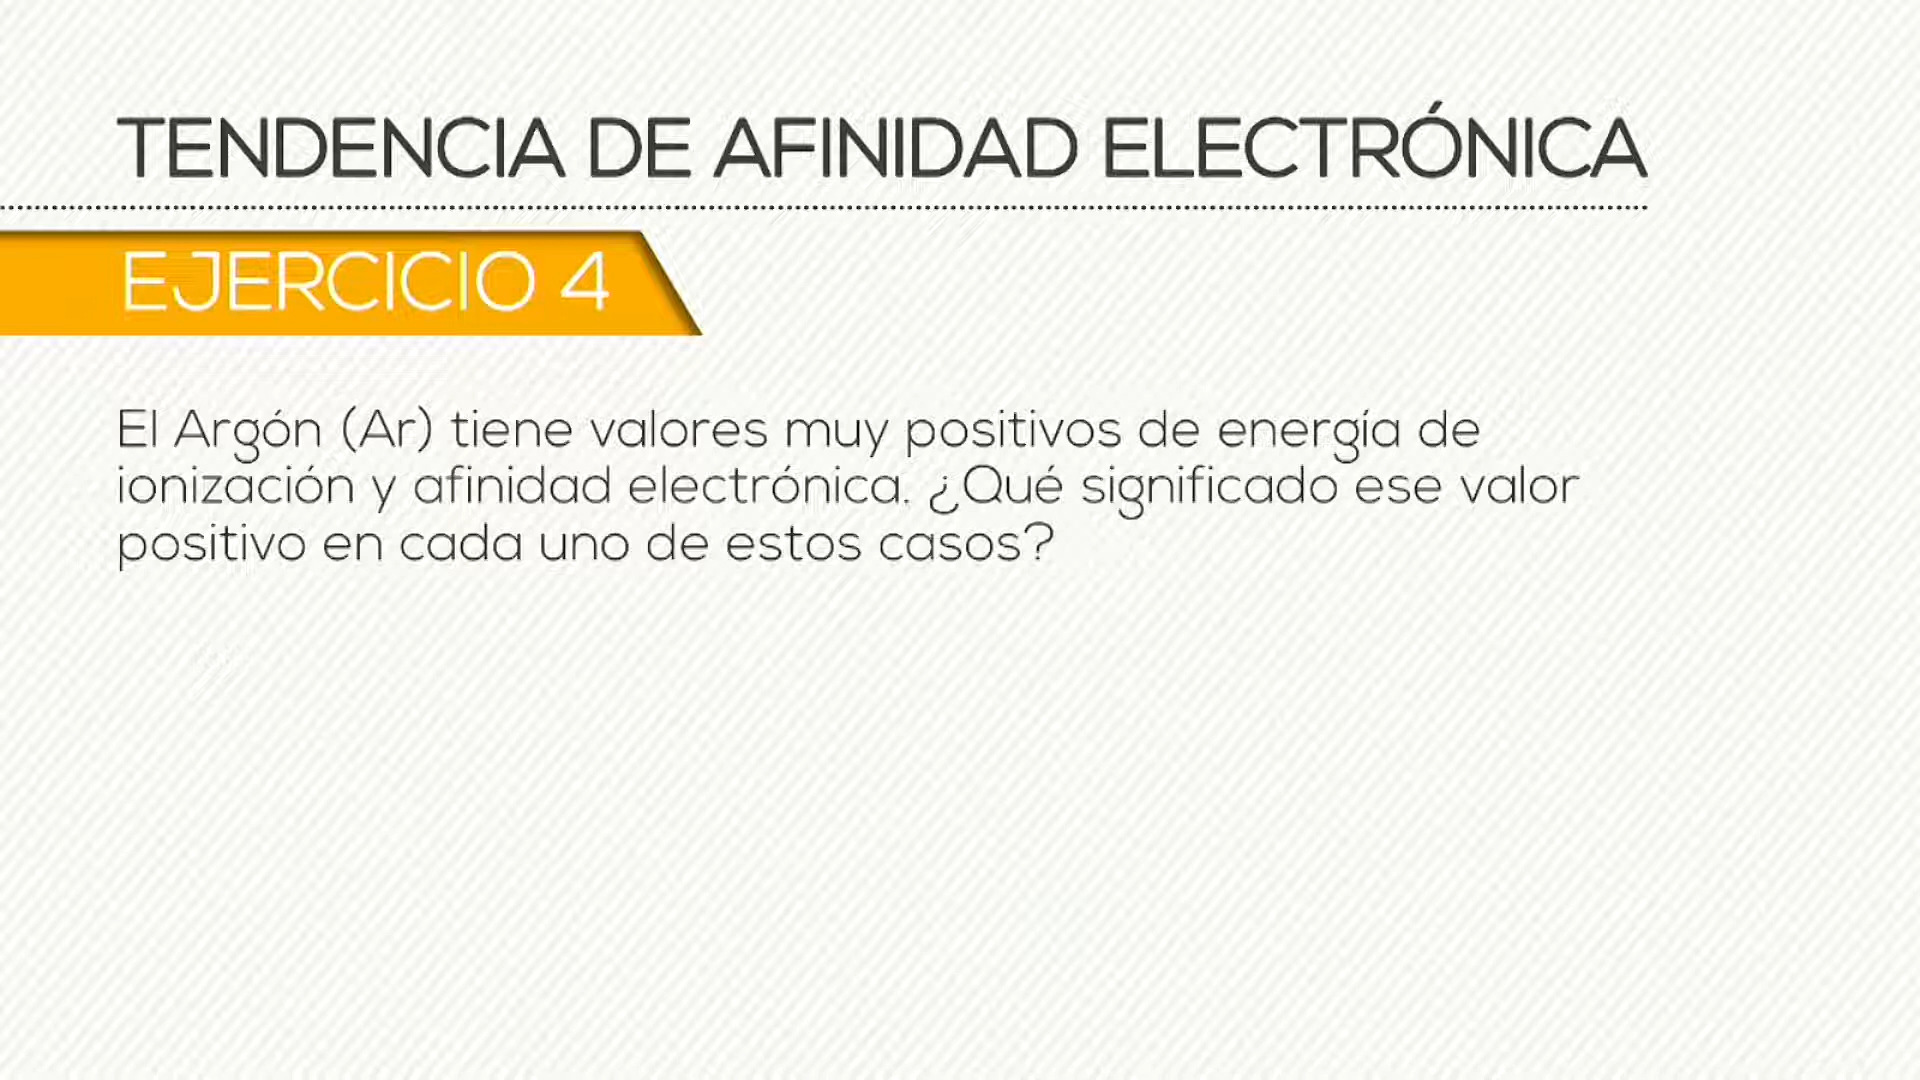 TENDENCIA DE AFINIDAD ELECTRÓNICA
EJERCICIO 4
El Argón (Ar) tiene valores muy positivos de energía de
ionización y afinidad electrónica. ¿Qué significado ese valor
positivo en cada uno de estos casos?